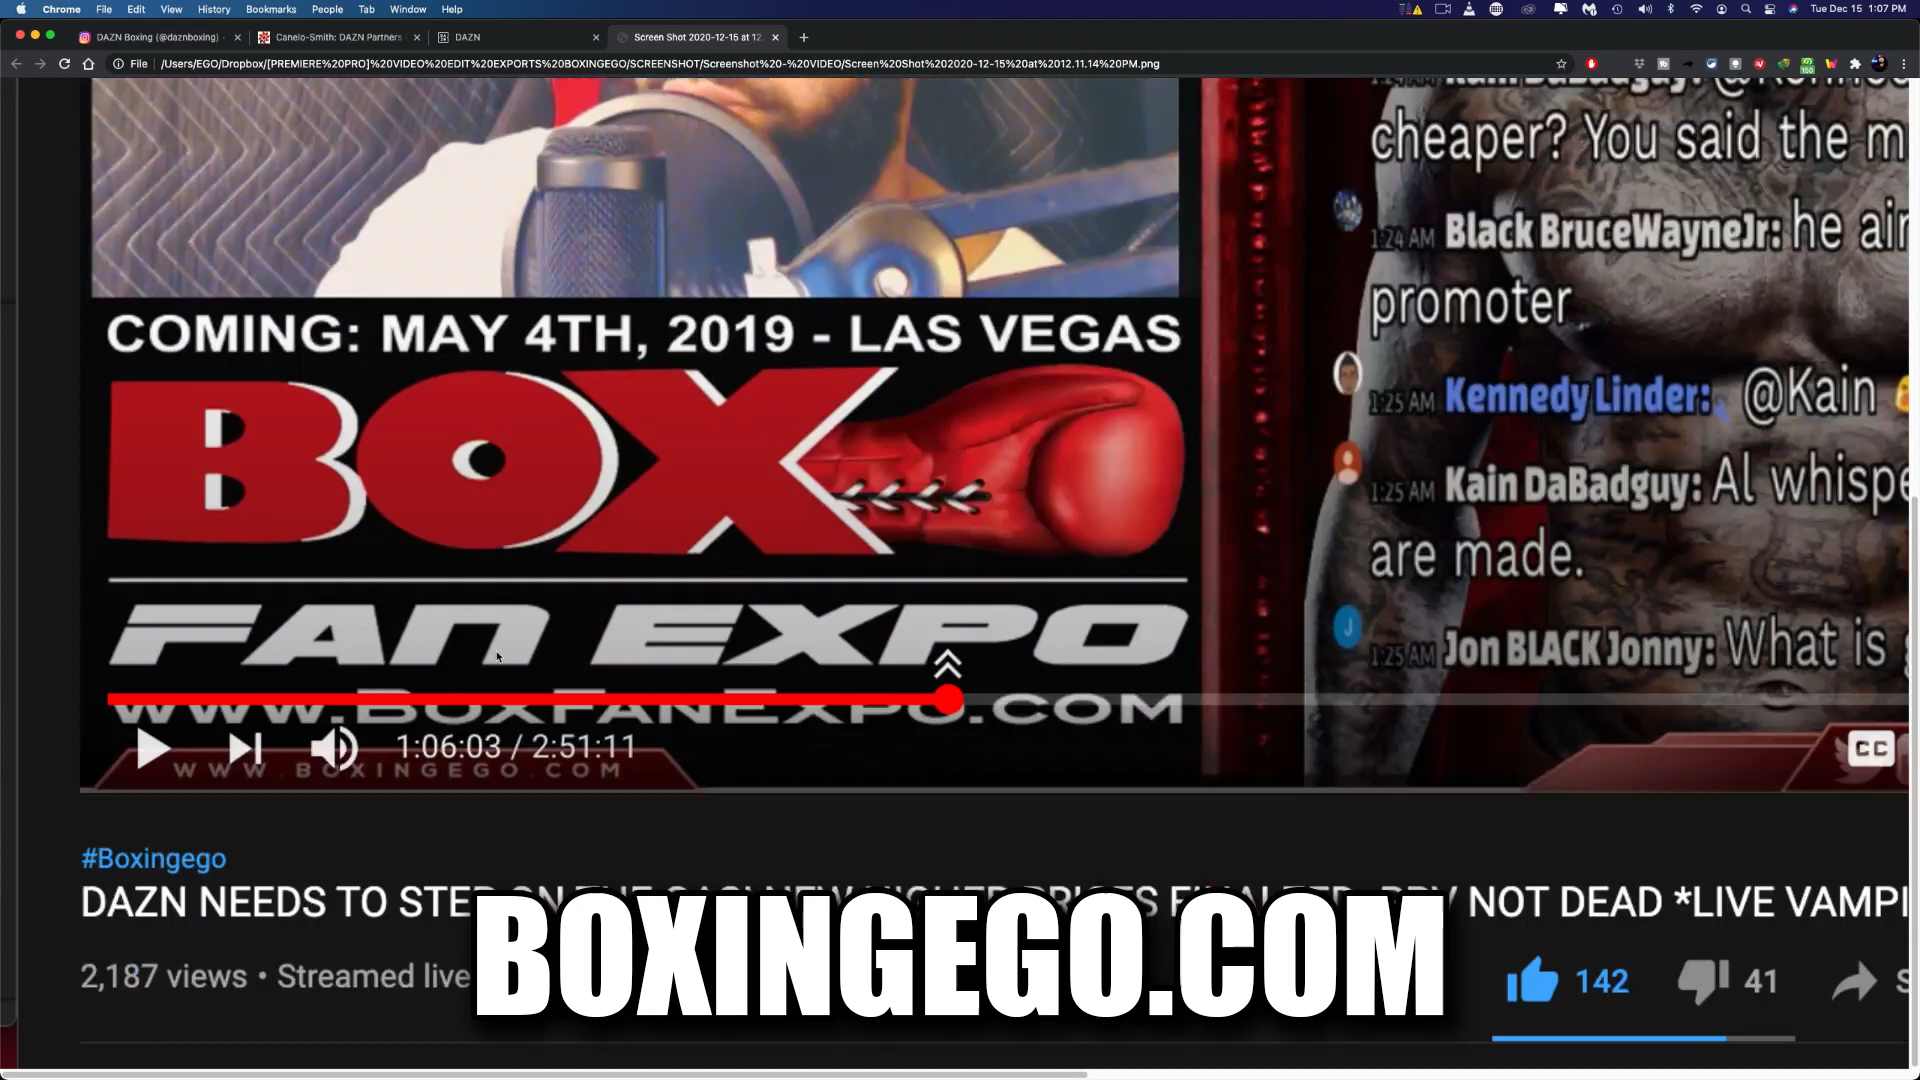 Chrome File Edit View History Bookmarks People Tab Window Help Tue Dec 15 1:07 PM
DAZN Boxing (@daznboxing) Canelo-Smith: DAZN Partners DAZN Screen Shot 2020-12-15 at 12.
File /Users/EGO/Dropbox/[PREMIERE%20PRO]%20VIDEO%20EDIT%20EXPORTS%20BOXINGEGO/SCREENSHOT/Screenshot%20-%20VIDEO/Screen%20Shot%202020-12-15%20at%2012.11.14%20PM.png
cheaper? You said the m
1:24 AM Black BruceWayneJr: he air
promoter
1:25 AM Kennedy Linder: @Kain
1:25 AM Kain DaBadguy: Al whispe
are made.
1:25 AM Jon BLACK Jonny: What is
COMING: MAY 4TH, 2019 - LAS VEGAS
BOX
FAN EXPO
WWW.BOXFANEXPO.COM
1:06:03 / 2:51:11
CC
WWW.BOXINGEGO.COM
#Boxingego
DAZN NEEDS TO STEP NOT DEAD *LIVE VAMPI
BOXINGEGO.COM
2,187 views • Streamed live
142 41 S